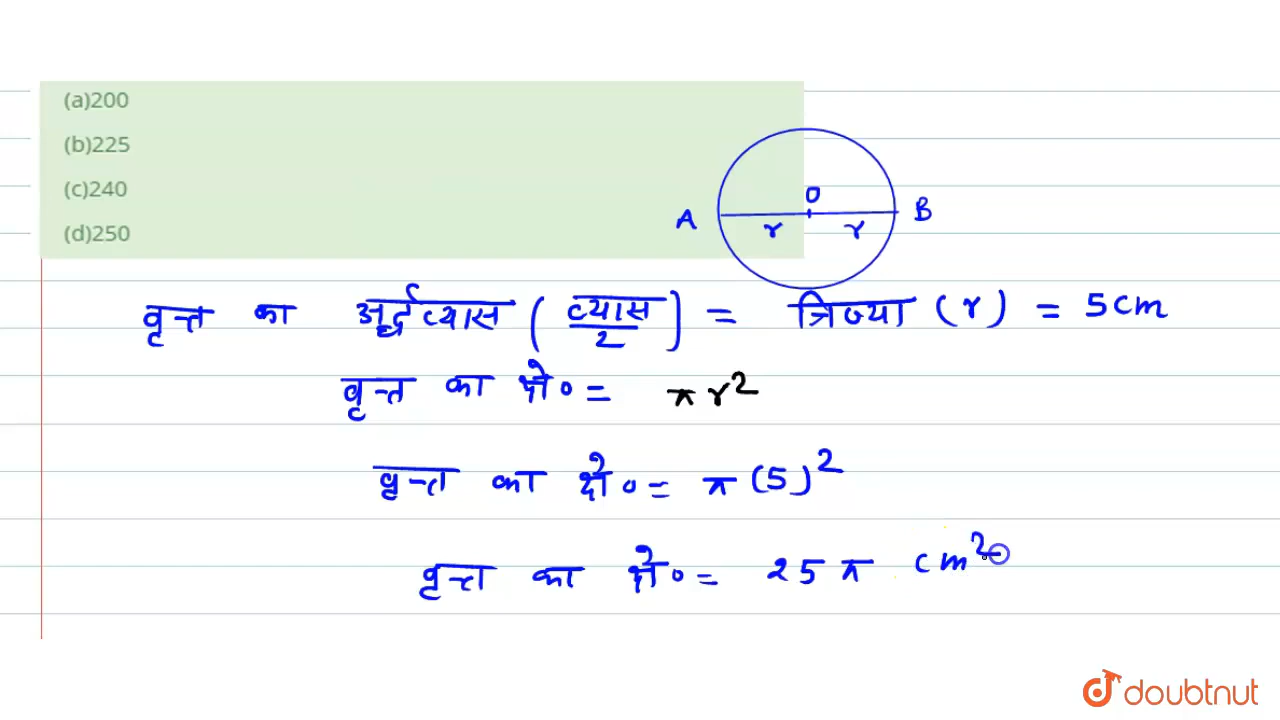 (a)200
(b)225
(c)240
(d)250
O
A r r B
वृत्त का अर्द्धव्यास (व्यास/2) = त्रिज्या (r) = 5cm
वृत्त का क्षे० = πr²
वृत्त का क्षे० = π(5)²
वृत्त का क्षे० = 25π cm²
doubtnut